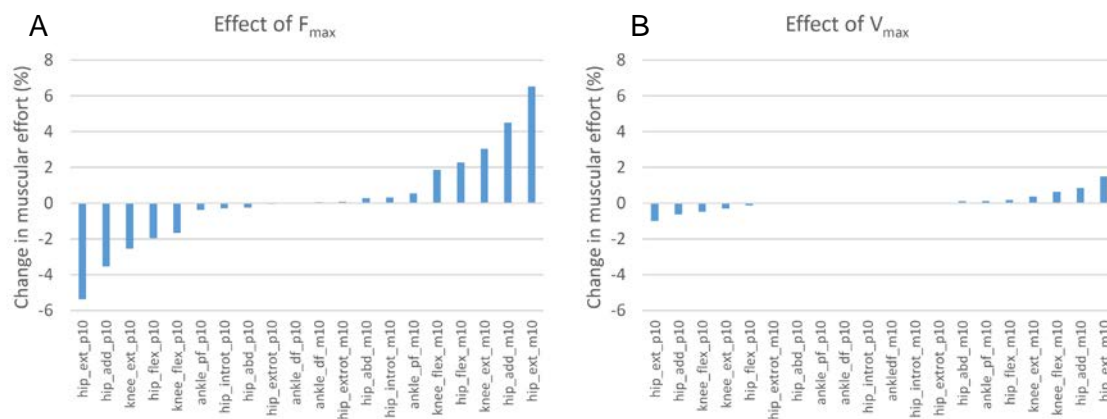 A
Effect of Fmax
Change in muscular effort (%)
8
6
4
2
0
-2
-4
-6
hip_ext_p10
hip_add_p10
knee_ext_p10
hip_flex_p10
knee_flex_p10
ankle_pf_p10
hip_introt_p10
hip_abd_p10
hip_extrot_p10
ankle_df_p10
ankle_df_m10
hip_extrot_m10
hip_abd_m10
hip_introt_m10
ankle_pf_m10
knee_flex_m10
hip_flex_m10
knee_ext_m10
hip_add_m10
hip_ext_m10
B
Effect of Vmax
Change in muscular effort (%)
8
6
4
2
0
-2
-4
-6
hip_ext_p10
hip_add_p10
knee_flex_p10
knee_ext_p10
hip_flex_p10
hip_extrot_m10
hip_abd_p10
ankle_pf_p10
ankle_df_p10
hip_introt_p10
ankledf_m10
hip_introt_m10
hip_extrot_p10
hip_abd_m10
ankle_pf_m10
hip_flex_m10
knee_ext_m10
knee_flex_m10
hip_add_m10
hip_ext_m10